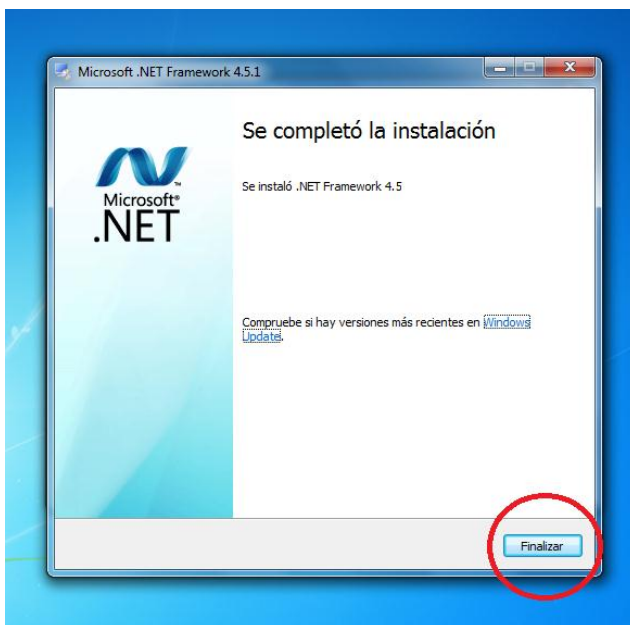 Microsoft .NET Framework 4.5.1
Se completó la instalación
Microsoft®
.NET™
Se instaló .NET Framework 4.5
Compruebe si hay versiones más recientes en Windows
Update.
Finalizar